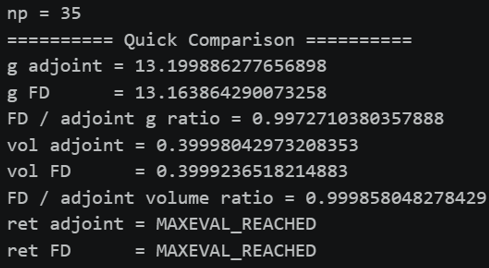 np = 35
========== Quick Comparison ==========
g adjoint = 13.199886277656898
g FD      = 13.163864290073258
FD / adjoint g ratio = 0.9972710380357888
vol adjoint = 0.39998042973208353
vol FD      = 0.3999236518214883
FD / adjoint volume ratio = 0.999858048278429
ret adjoint = MAXEVAL_REACHED
ret FD      = MAXEVAL_REACHED